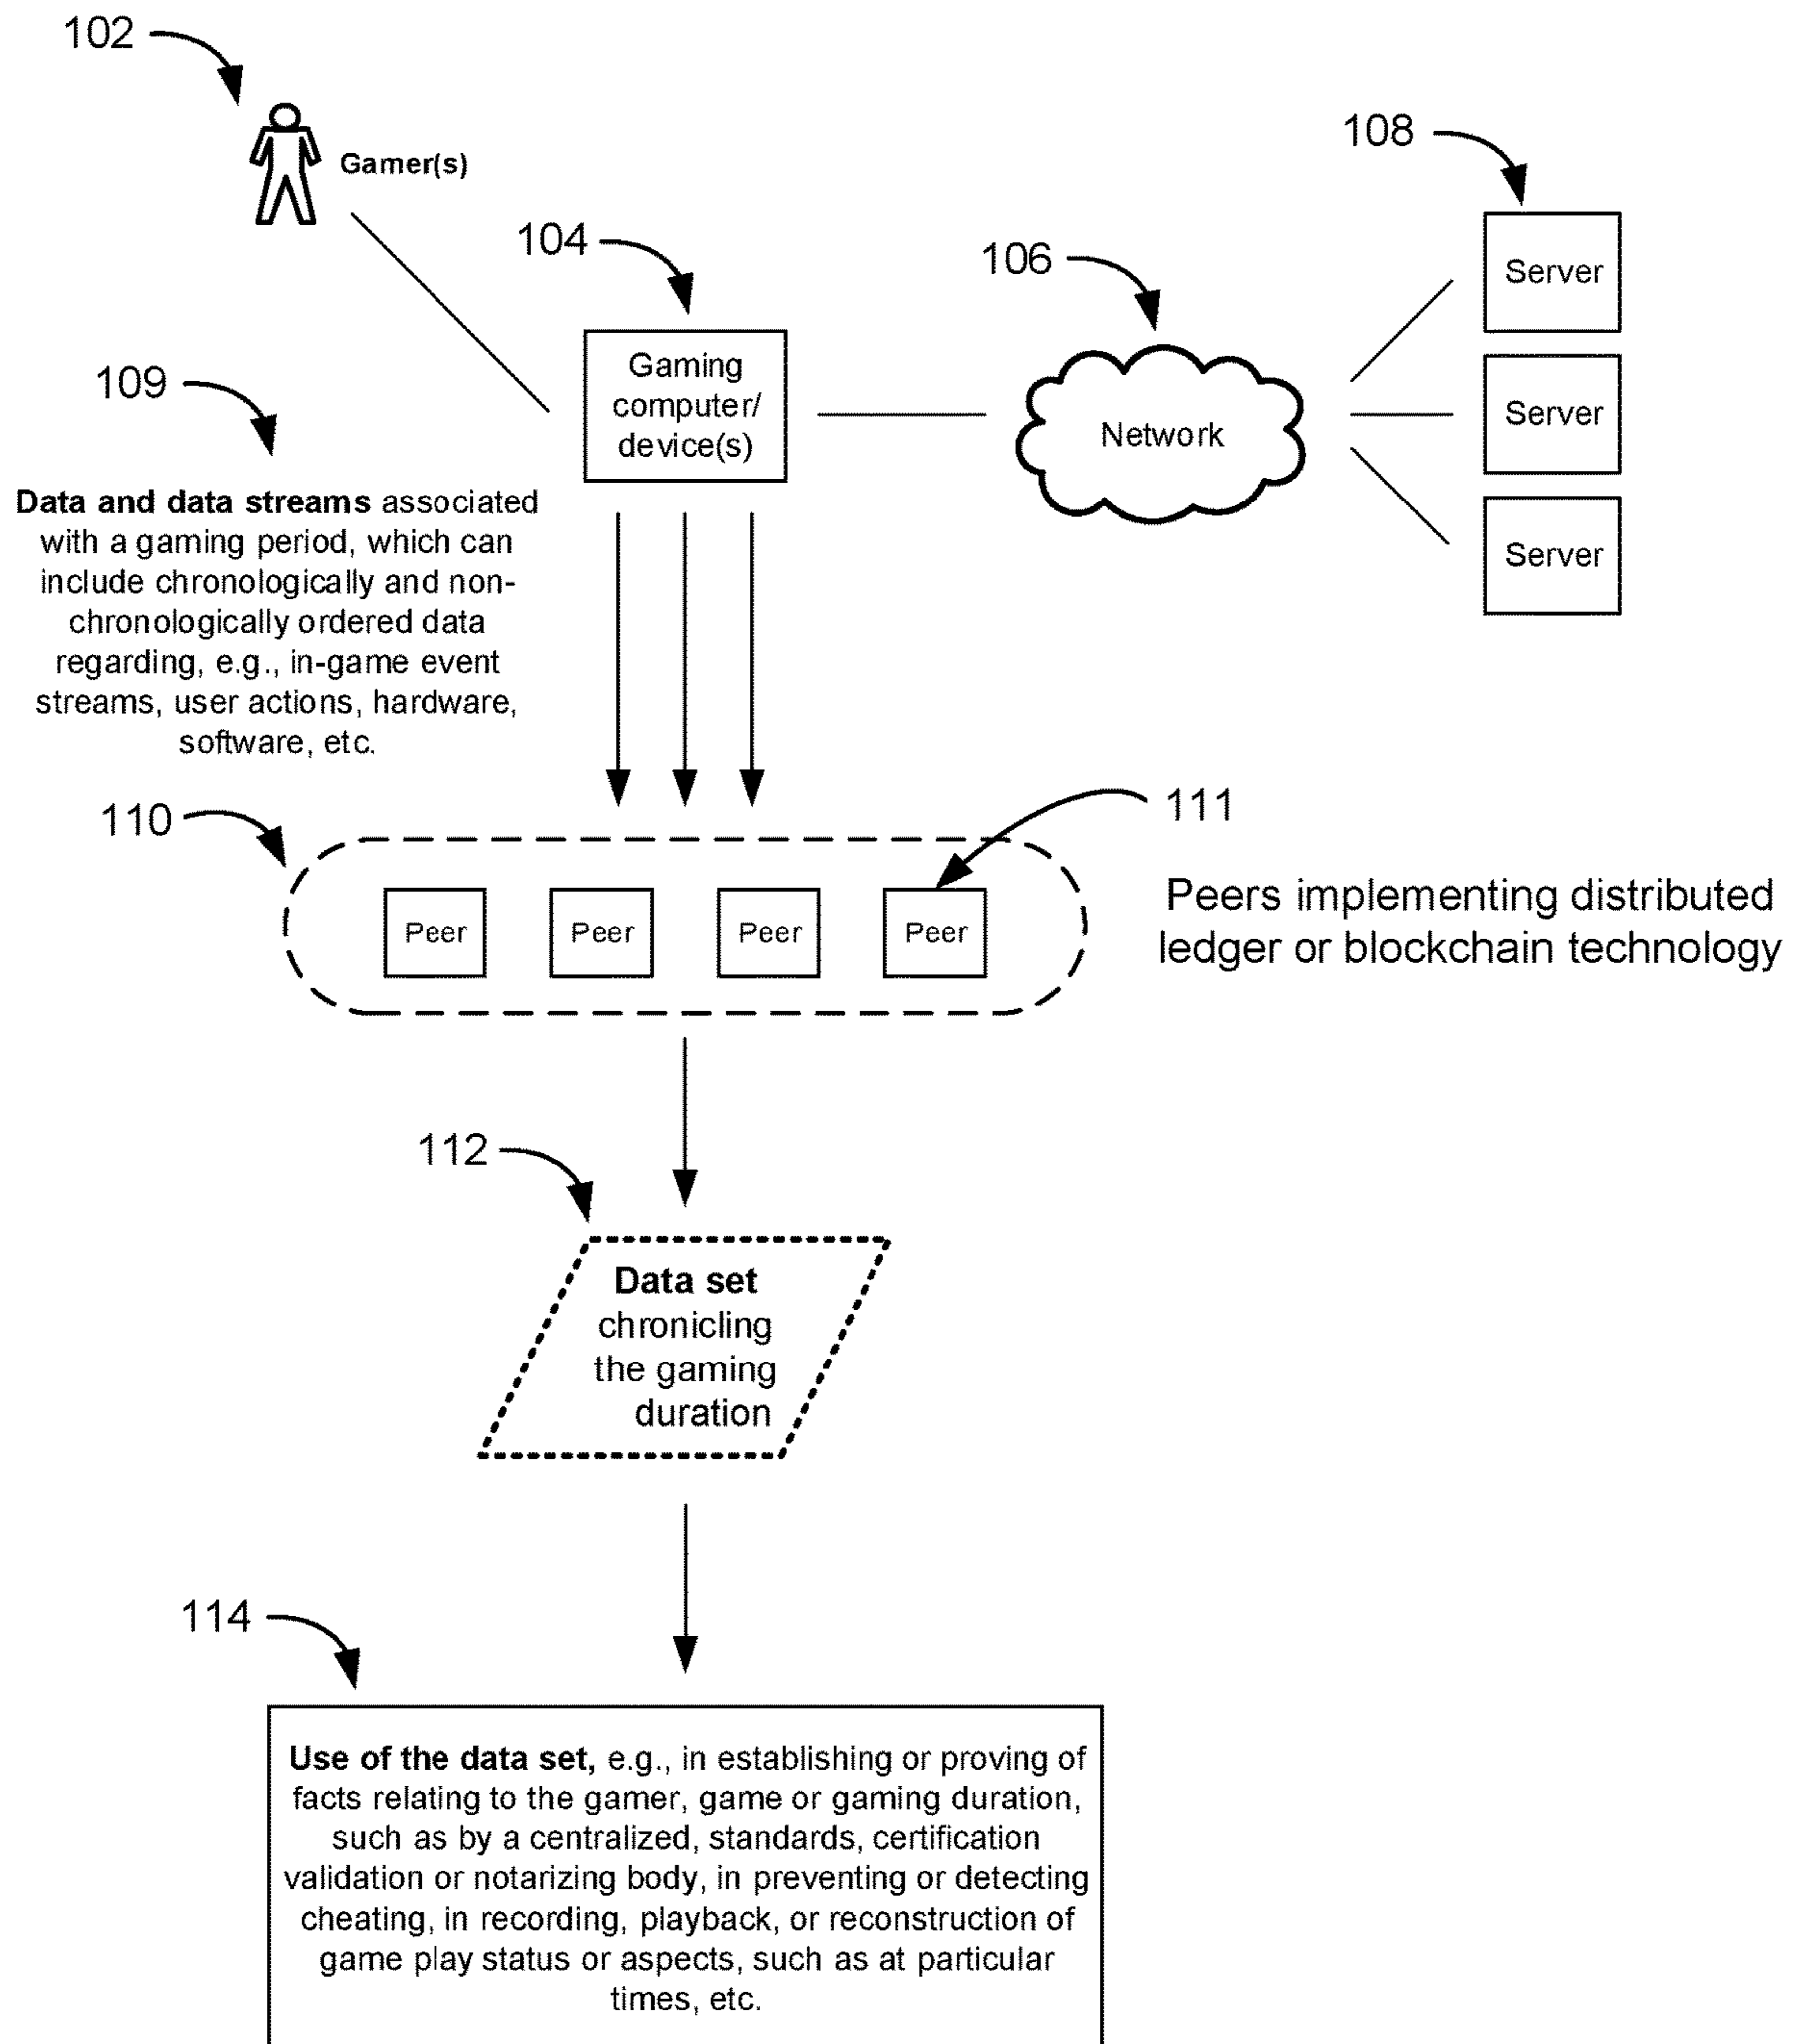 102
Gamer(s)
108
104
106
Server
Gaming
computer/
device(s)
Network
Server
Server
109
Data and data streams associated
with a gaming period, which can
include chronologically and non-
chronologically ordered data
regarding, e.g., in-game event
streams, user actions, hardware,
software, etc.
110
111
Peer
Peer
Peer
Peer
Peers implementing distributed
ledger or blockchain technology
112
Data set
chronicling
the gaming
duration
114
Use of the data set, e.g., in establishing or proving of
facts relating to the gamer, game or gaming duration,
such as by a centralized, standards, certification
validation or notarizing body, in preventing or detecting
cheating, in recording, playback, or reconstruction of
game play status or aspects, such as at particular
times, etc.